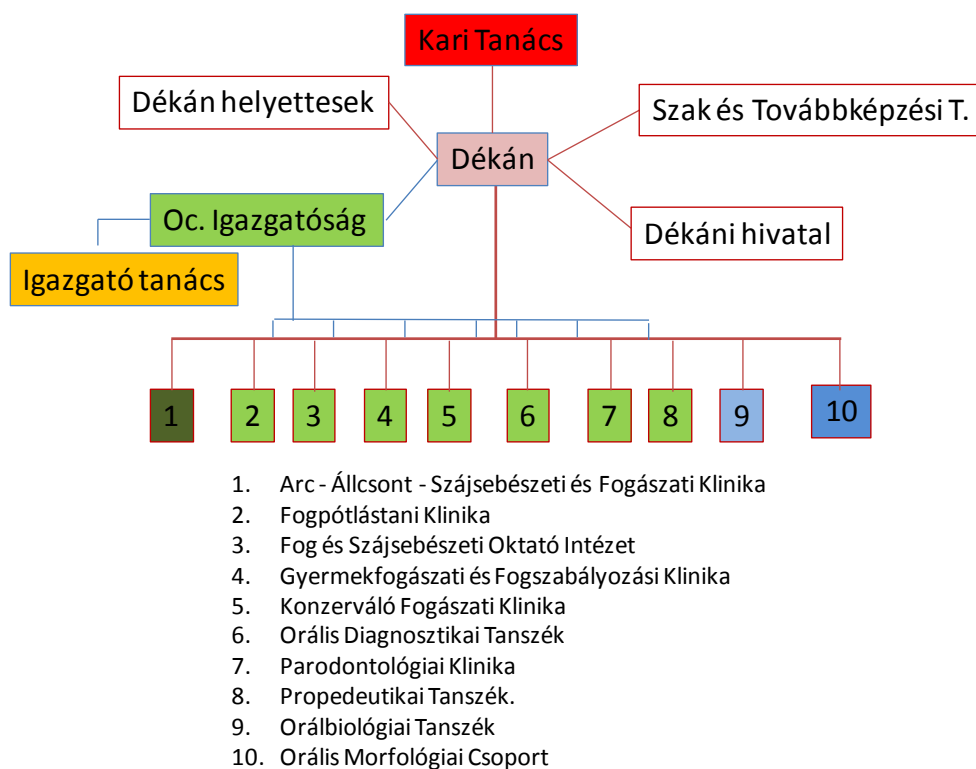 Kari Tanács
Dékán helyettesek
Szak és Továbbképzési T.
Dékán
Oc. Igazgatóság
Dékáni hivatal
Igazgató tanács
1 2 3 4 5 6 7 8 9 10
1. Arc - Állcsont - Szájsebészeti és Fogászati Klinika
2. Fogpótlástani Klinika
3. Fog és Szájsebészeti Oktató Intézet
4. Gyermekfogászati és Fogszabályozási Klinika
5. Konzerváló Fogászati Klinika
6. Orális Diagnosztikai Tanszék
7. Parodontológiai Klinika
8. Propedeutikai Tanszék.
9. Orálbiológiai Tanszék
10. Orális Morfológiai Csoport